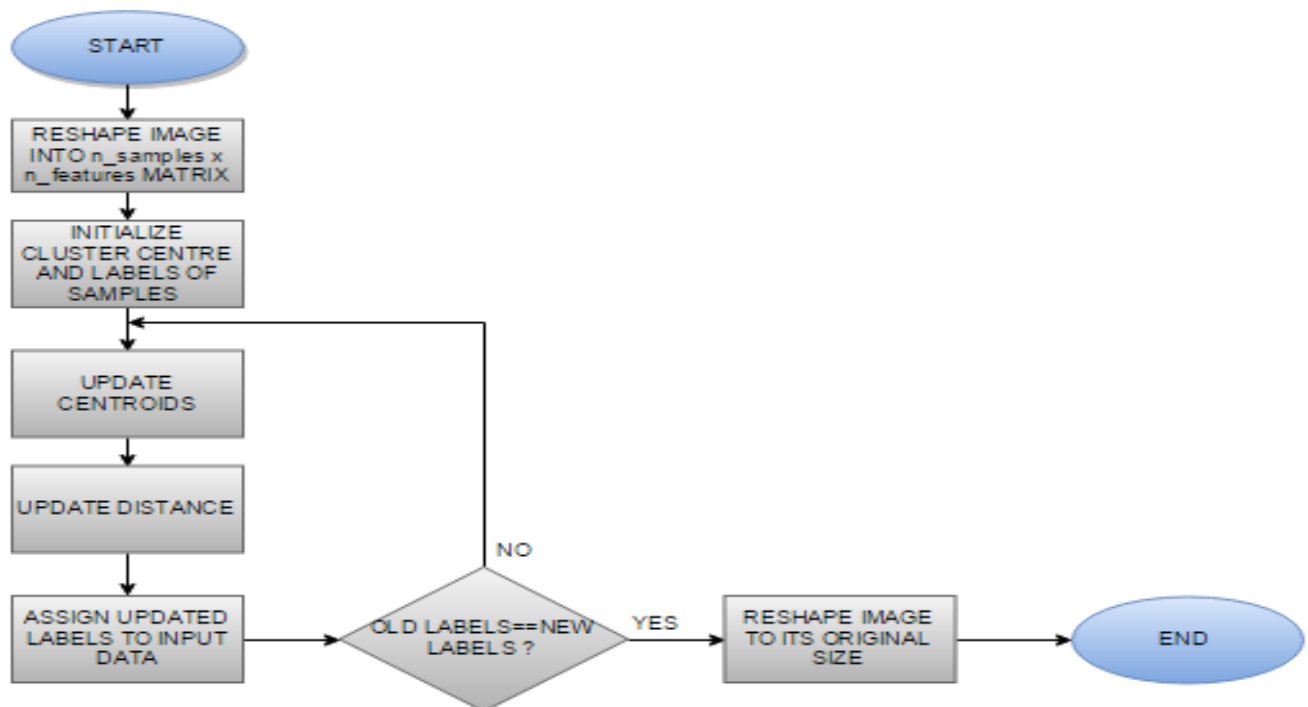 START
RESHAPE IMAGE
INTO n_samples x
n_features MATRIX
INITIALIZE
CLUSTER CENTRE
AND LABELS OF
SAMPLES
UPDATE
CENTROIDS
UPDATE DISTANCE
ASSIGN UPDATED
LABELS TO INPUT
DATA
OLD LABELS==NEW
LABELS ?
NO
YES
RESHAPE IMAGE
TO ITS ORIGINAL
SIZE
END